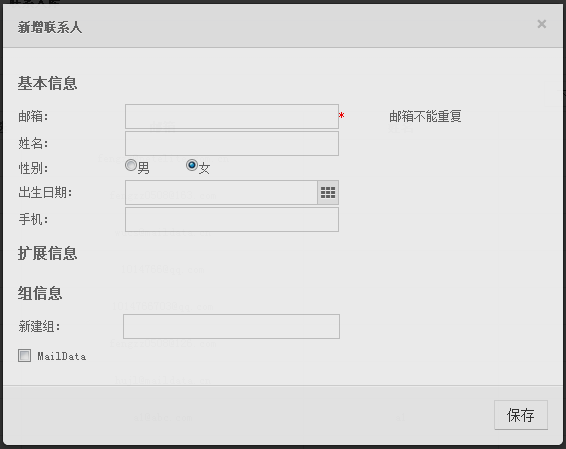 新增联系人 ×
基本信息
邮箱： * 邮箱不能重复
姓名：
性别： 男 女
出生日期：
手机：
扩展信息
组信息
新建组：
MailData
保存